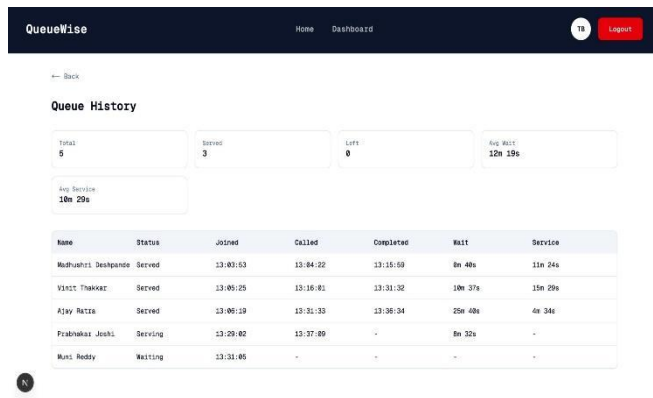 QueueWise Home Dashboard TB Logout
← Back
Queue History
Total Served Left Avg Wait
5 3 0 12m 19s
Avg Service
10m 29s
Name Status Joined Called Completed Wait Service
Madhushri Deshpande Served 13:03:53 13:04:22 13:15:59 0m 40s 11m 24s
Vinit Thakkar Served 13:05:25 13:16:01 13:31:32 10m 37s 15m 29s
Ajay Ratra Served 13:06:19 13:31:33 13:36:34 25m 40s 4m 34s
Prabhakar Joshi Serving 13:29:02 13:37:09 - 8m 32s -
Muni Reddy Waiting 13:31:05 - - - -
N